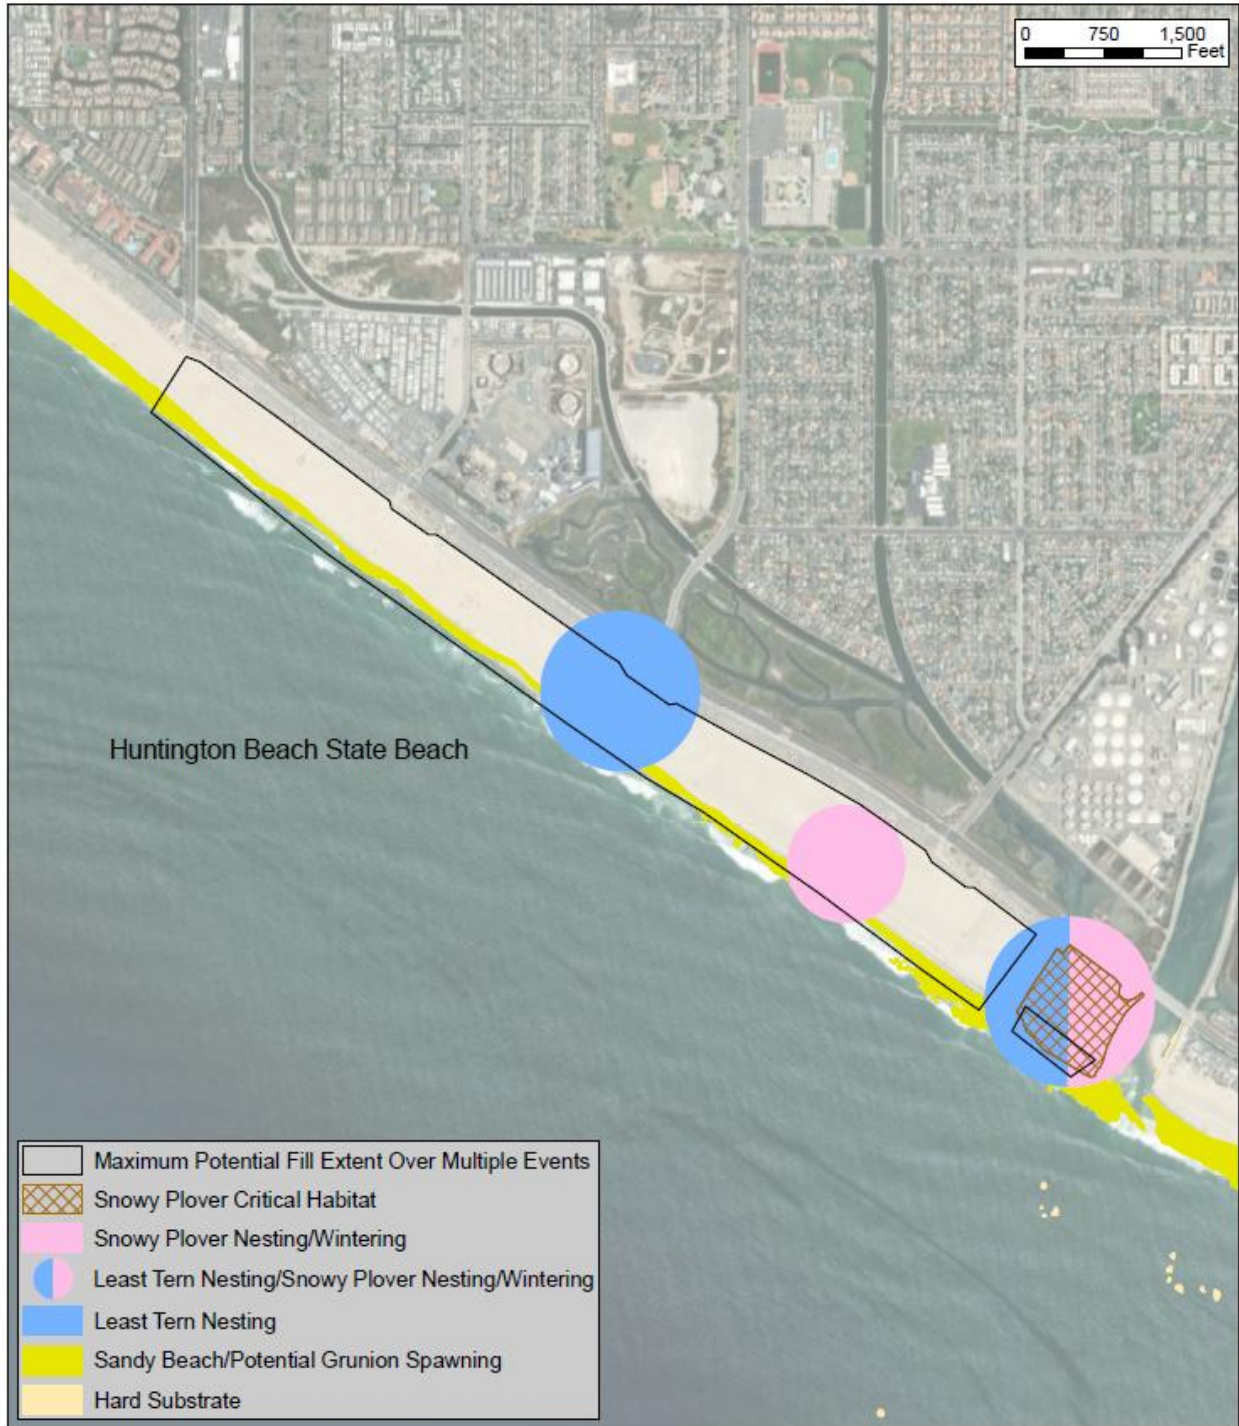 0 750 1,500
Feet
Huntington Beach State Beach
Maximum Potential Fill Extent Over Multiple Events
Snowy Plover Critical Habitat
Snowy Plover Nesting/Wintering
Least Tern Nesting/Snowy Plover Nesting/Wintering
Least Tern Nesting
Sandy Beach/Potential Grunion Spawning
Hard Substrate